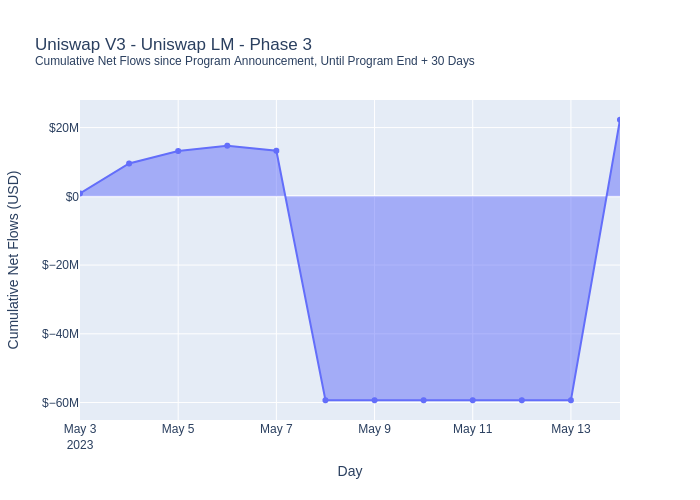 Uniswap V3 - Uniswap LM - Phase 3
Cumulative Net Flows since Program Announcement, Until Program End + 30 Days
Cumulative Net Flows (USD)
$20M
$0
$−20M
$−40M
$−60M
May 3
2023
May 5
May 7
May 9
May 11
May 13
Day